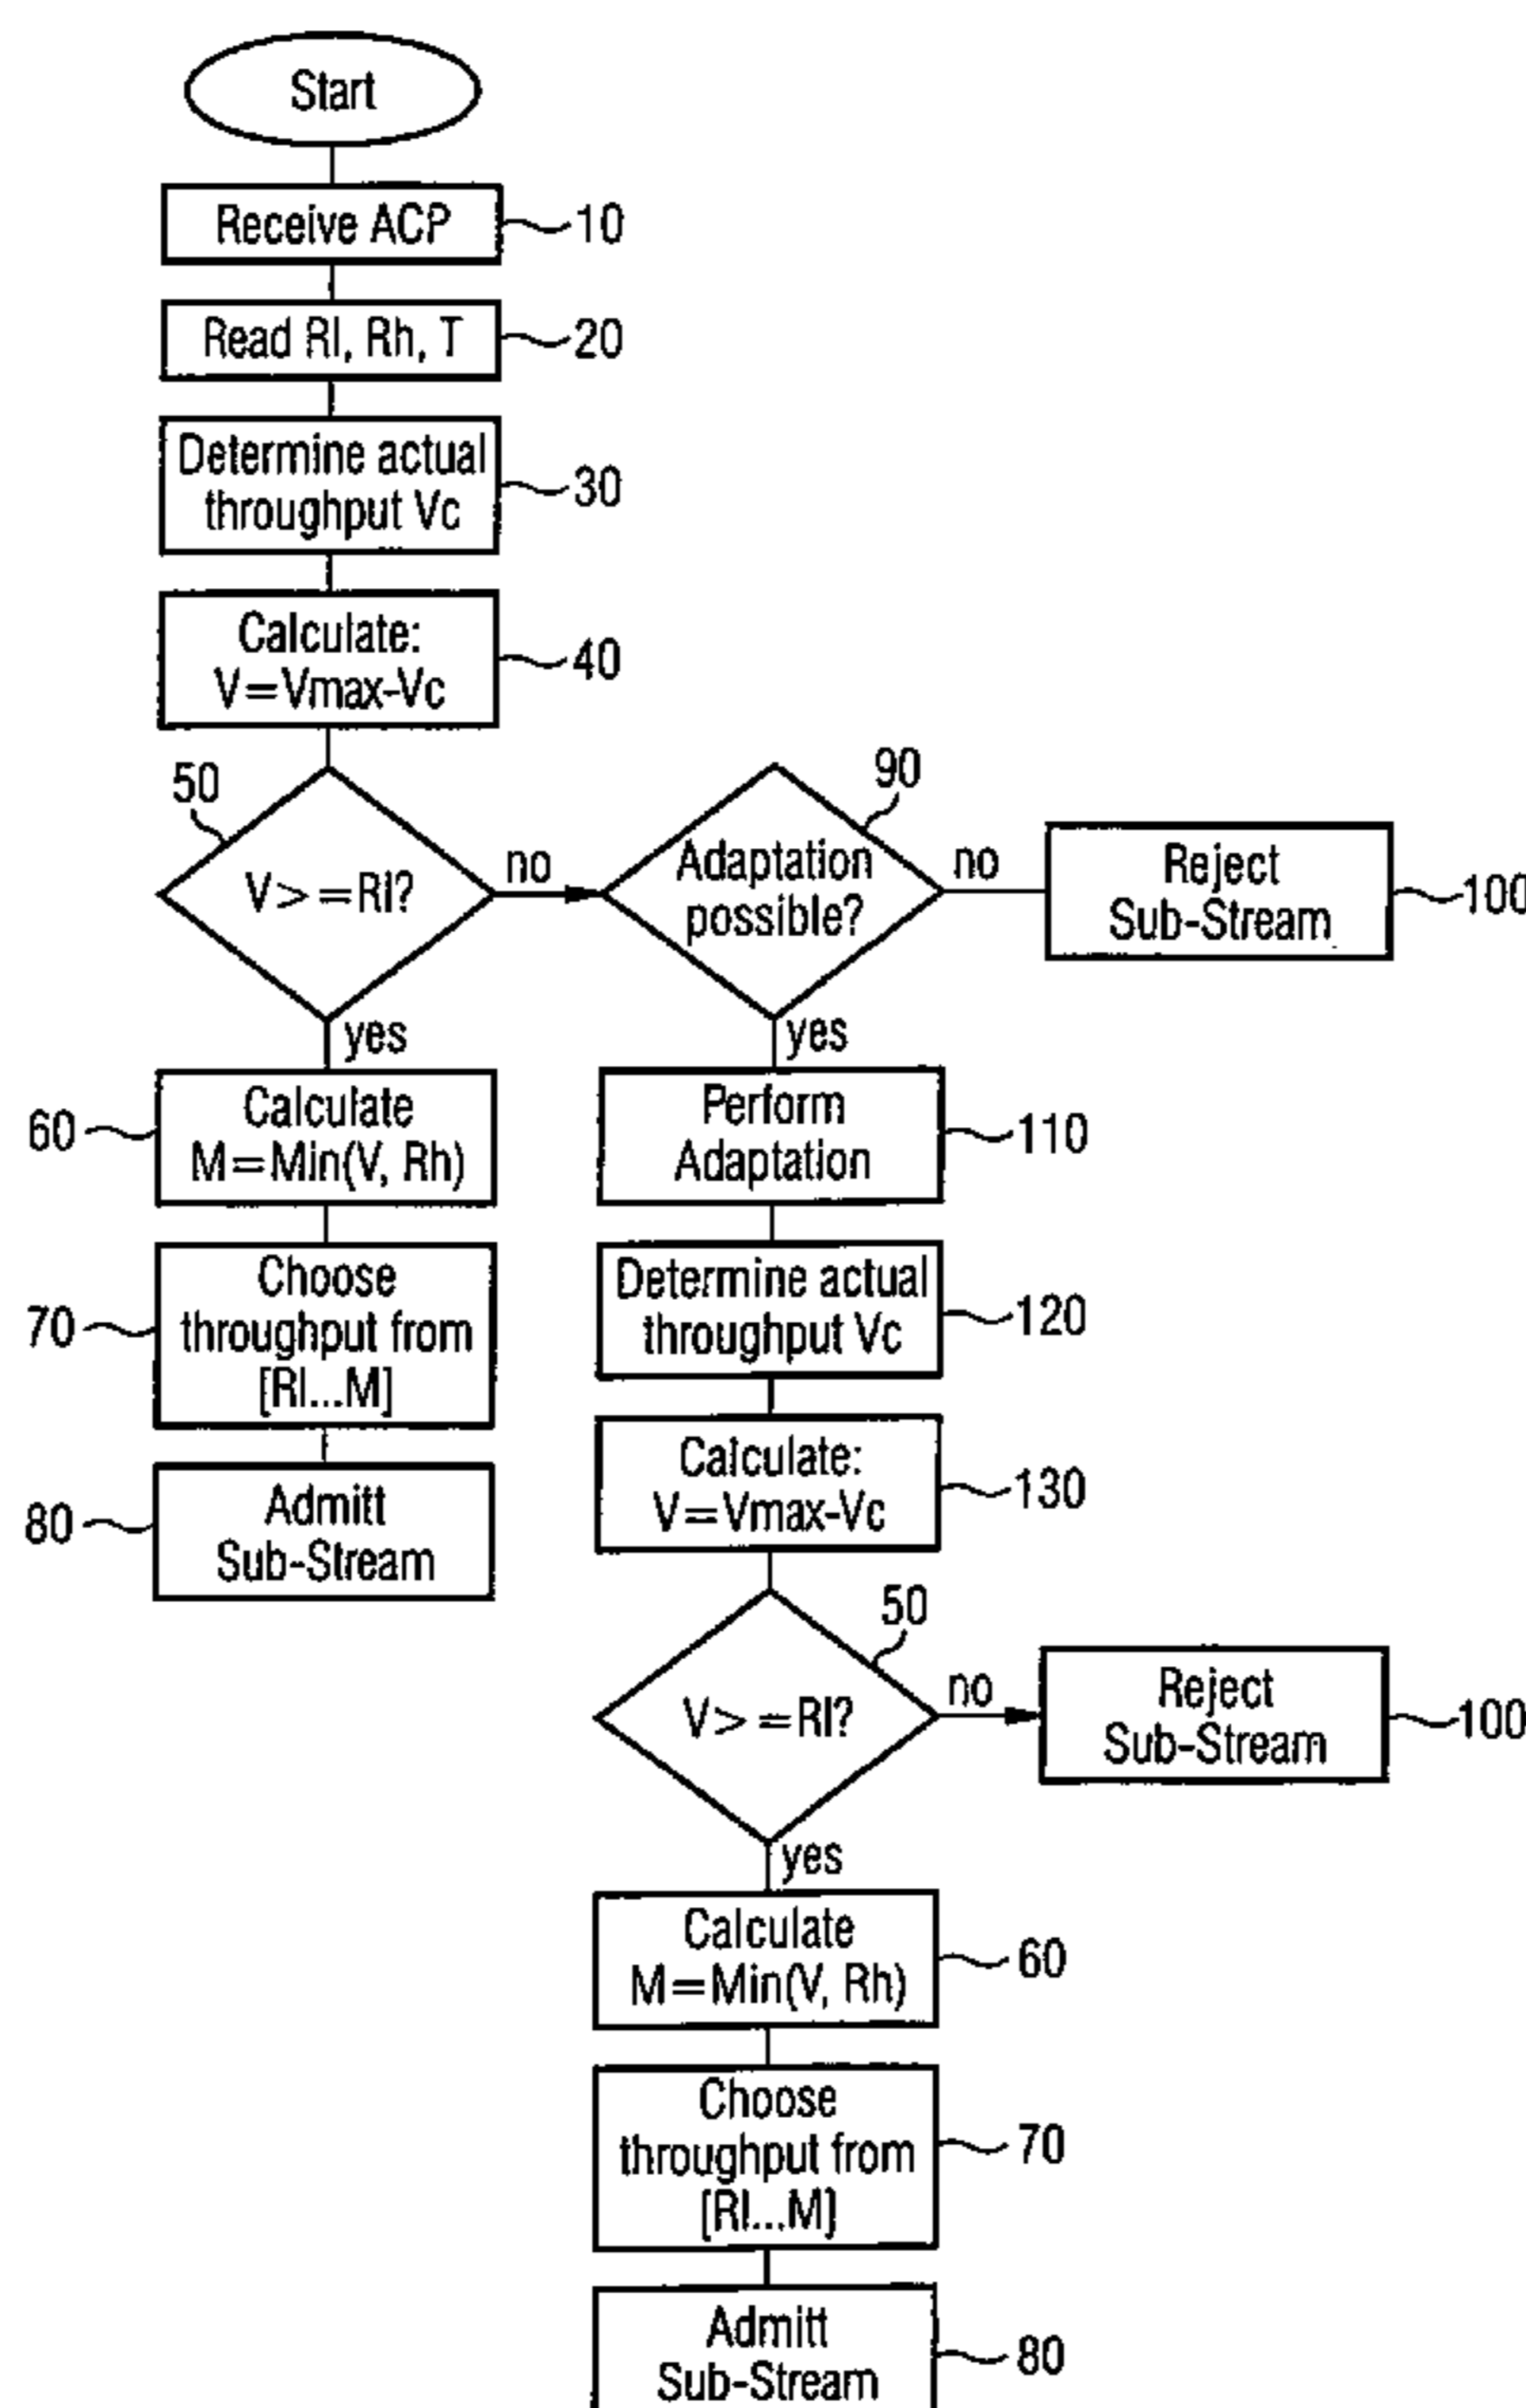 Start
Receive ACP
10
Read Rl, Rh, T
20
Determine actual
throughput Vc
30
Calculate:
V=Vmax-Vc
40
50
V>=Rl?
no
90
Adaptation
possible?
no
Reject
Sub-Stream
100
yes
60
Calculate
M=Min(V, Rh)
70
Choose
throughput from
[Rl...M]
80
Admitt
Sub-Stream
yes
Perform
Adaptation
110
Determine actual
throughput Vc
120
Calculate:
V=Vmax-Vc
130
50
V>=Rl?
no
Reject
Sub-Stream
100
yes
Calculate
M=Min(V, Rh)
60
Choose
throughput from
[Rl...M]
70
Admitt
Sub-Stream
80